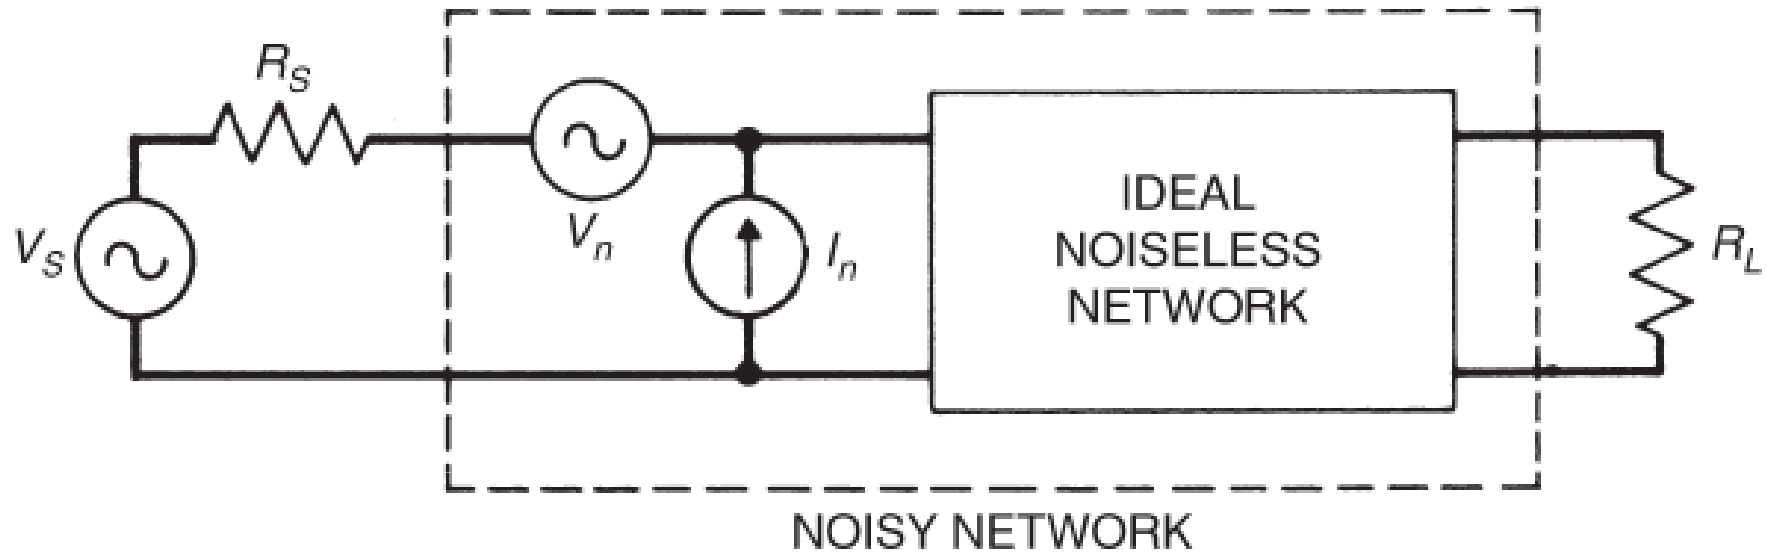 R_S
V_S
V_n
I_n
IDEAL
NOISELESS
NETWORK
R_L
NOISY NETWORK